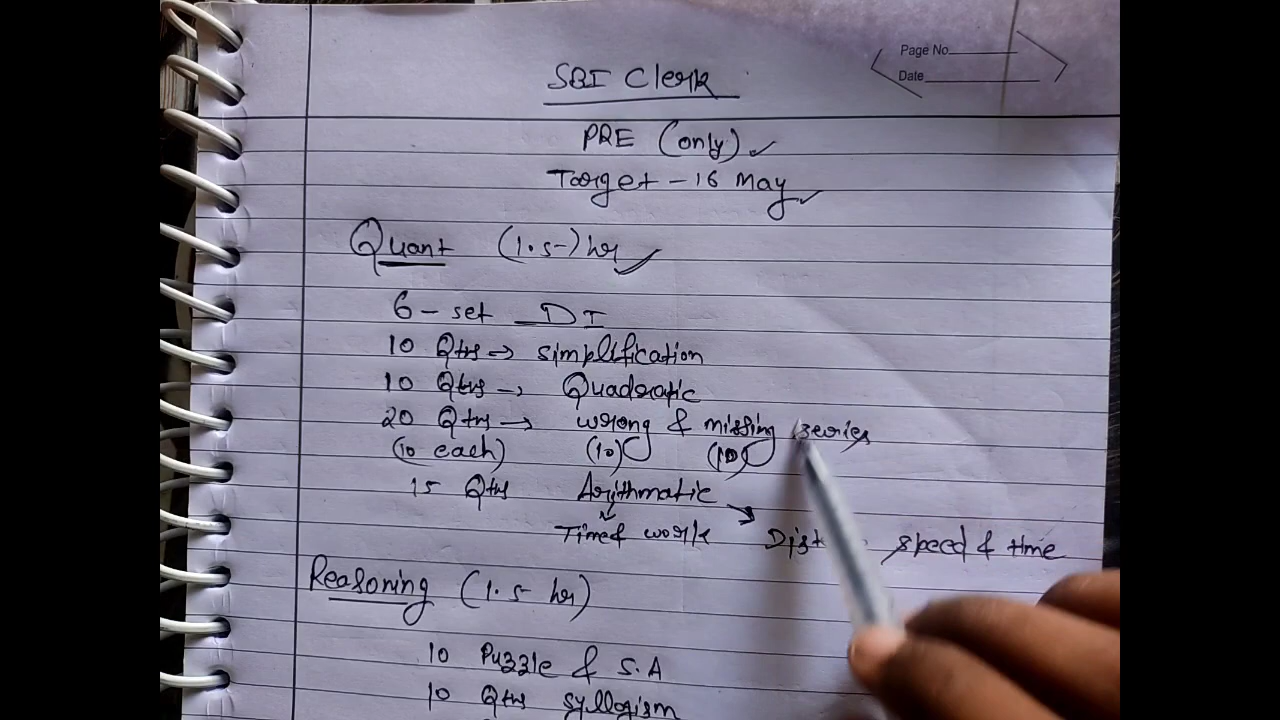 Page No.
Date
SBI Clerk
PRE (only)
Target - 16 May
Quant (1.5) hr
6 - set DI
10 Qtns → simplification
10 Qtns → Quadratic
20 Qtns → wrong & missing series
(10 each) (10) (10)
15 Qtns Arithmatic
Time & work speed & time
Reasoning (1.5 hr)
10 Puzzle & S.A
10 Qtns syllogism